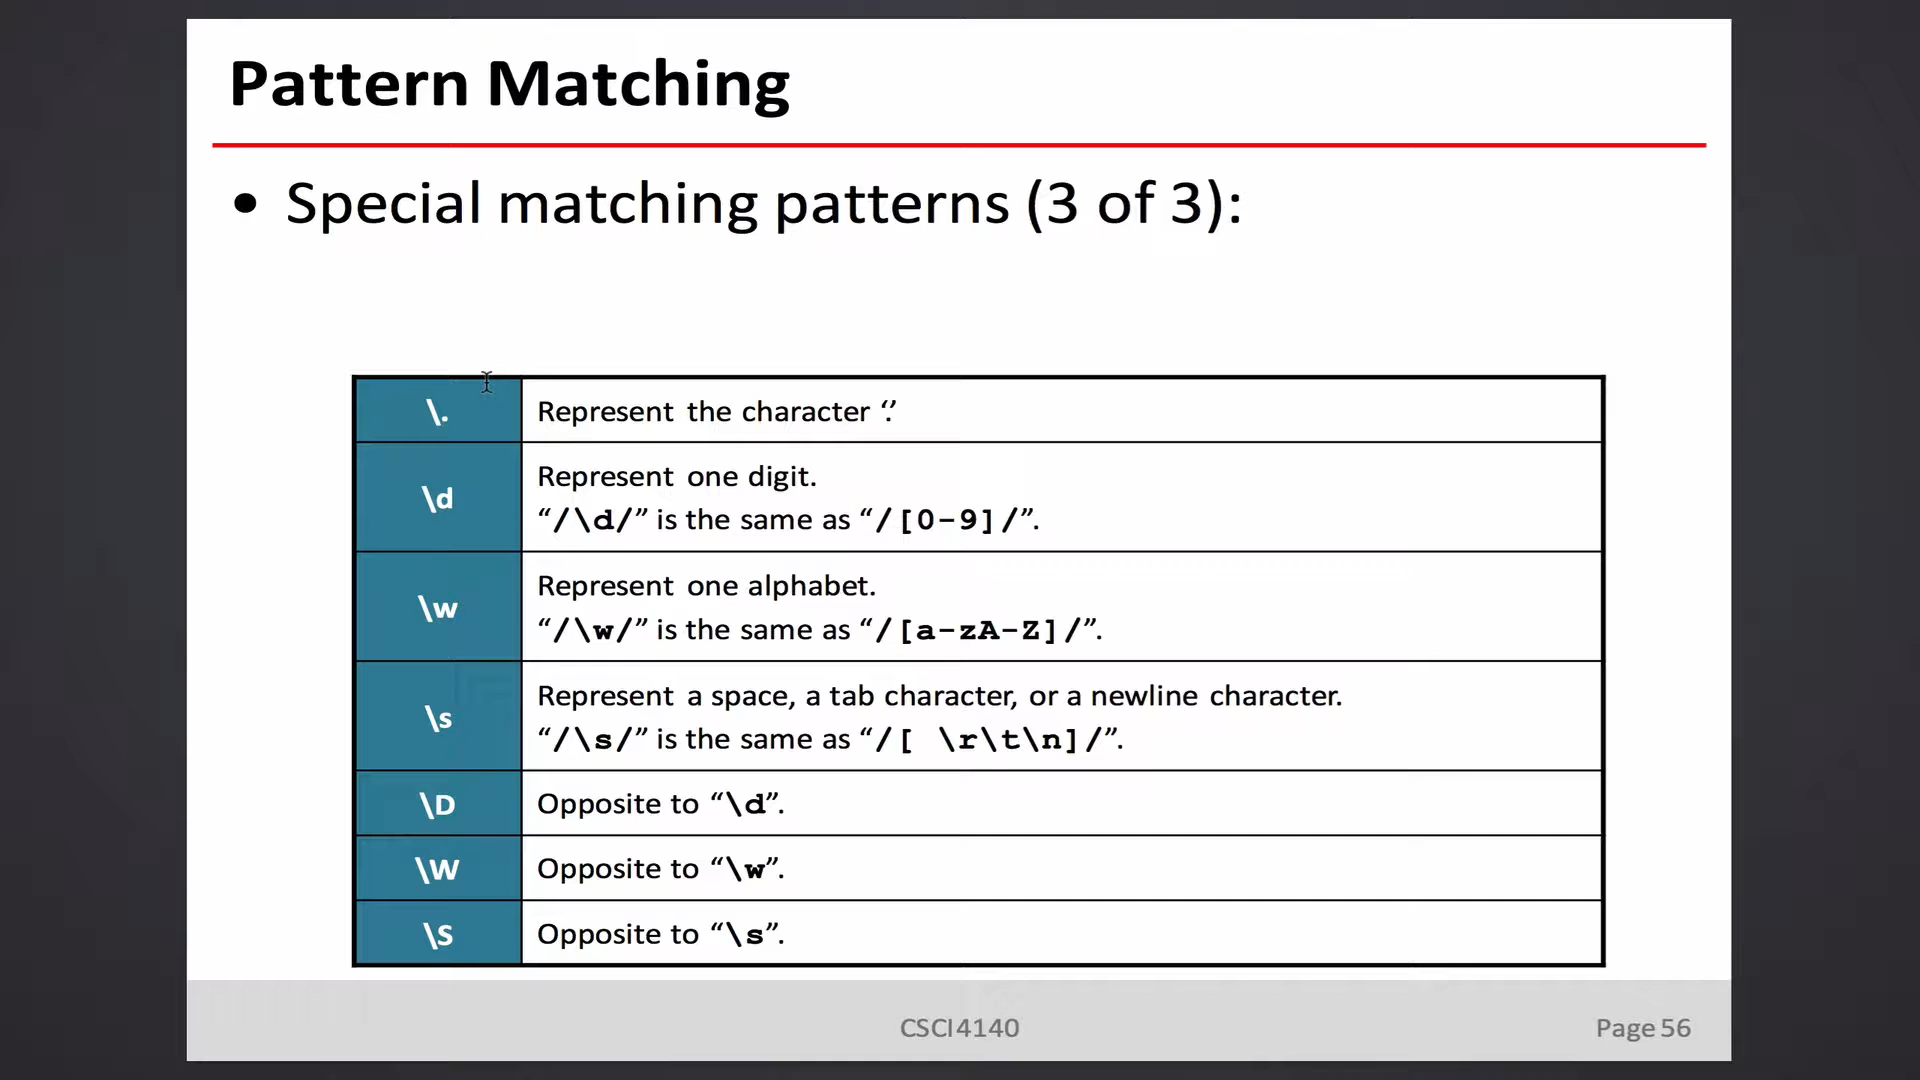 Pattern Matching
• Special matching patterns (3 of 3):
\. Represent the character ‘.’
\d Represent one digit.
“/\d/” is the same as “/[0-9]/”.
\w Represent one alphabet.
“/\w/” is the same as “/[a-zA-Z]/”.
\s Represent a space, a tab character, or a newline character.
“/\s/” is the same as “/[ \r\t\n]/”.
\D Opposite to “\d”.
\W Opposite to “\w”.
\S Opposite to “\s”.
CSCI4140
Page 56